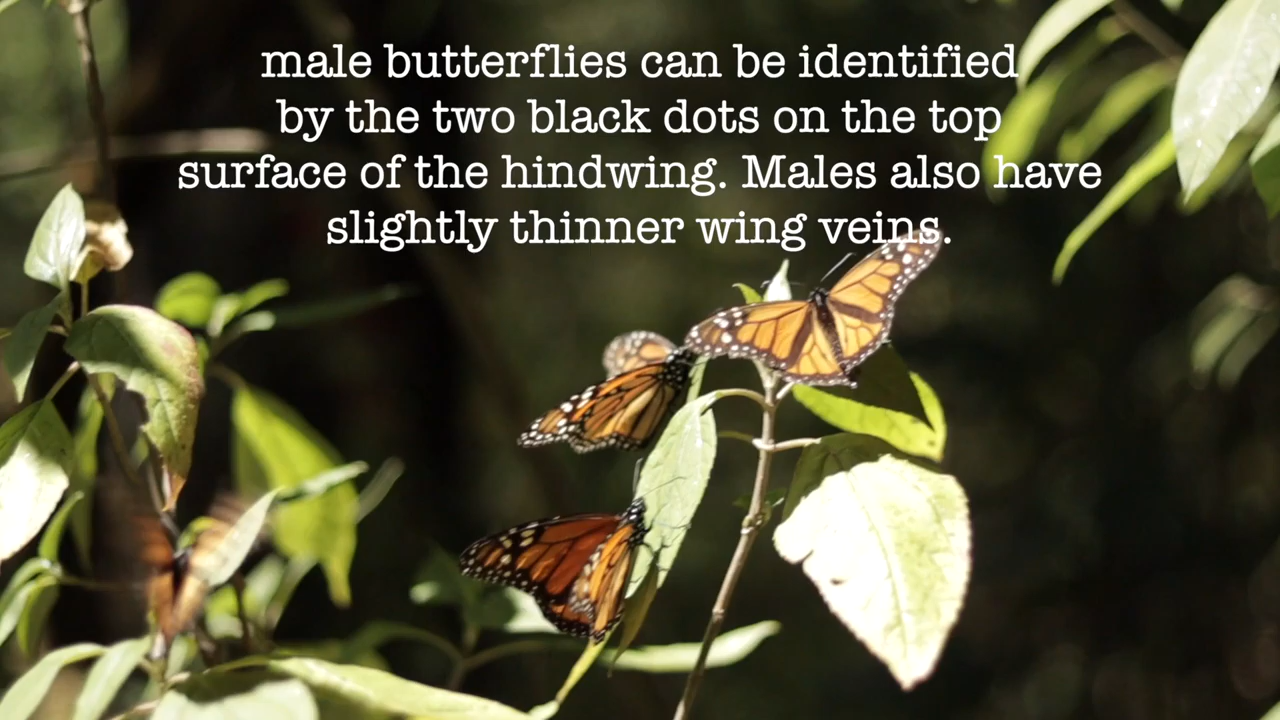 male butterflies can be identified
by the two black dots on the top
surface of the hindwing. Males also have
slightly thinner wing veins.